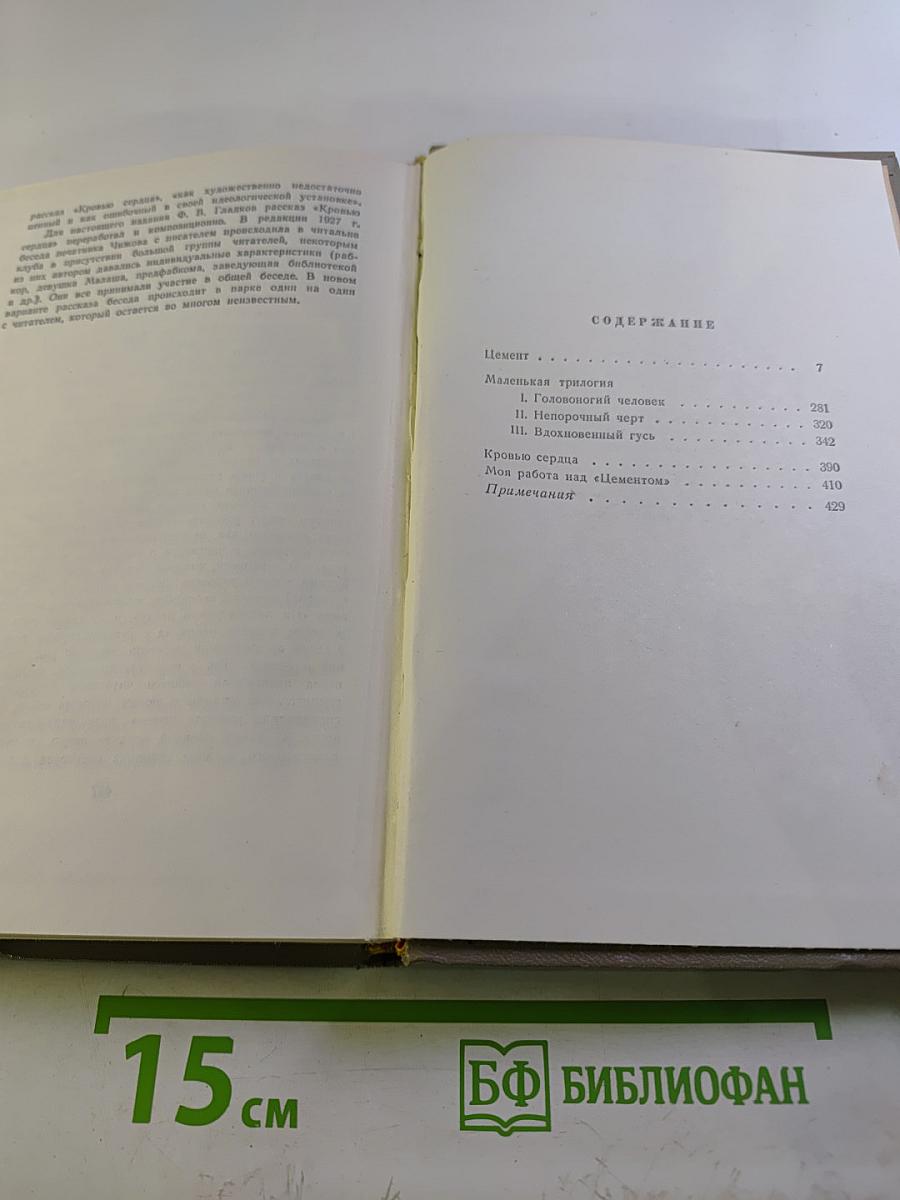 рассказ «Кровью сердца», «как художественно недостаточно
ценный и как ошибочный в своей идеологической установке».
Для настоящего издания Ф. В. Гладков рассказ «Кровью
сердца» переработал и композиционно. В редакции 1927 г.
беседа печатника Чижова с писателем происходила в читальне
клуба в присутствии большой группы читателей, некоторым
из них автором давались индивидуальные характеристики (раб-
кор, девушка Малаша, предфабкома, заведующая библиотекой
и др.). Они все принимали участие в общей беседе. В новом
варианте рассказа беседа происходит в парке один на один
с читателем, который остается во многом неизвестным.
СОДЕРЖАНИЕ
Цемент . . . . . . . . . . . . . . . . . . . . 7
Маленькая трилогия
I. Головоногий человек . . . . . . . . . . 281
II. Непорочный черт . . . . . . . . . . . . 320
III. Вдохновенный гусь . . . . . . . . . . . 342
Кровью сердца . . . . . . . . . . . . . . . . . 390
Моя работа над «Цементом» . . . . . . . . . . 410
Примечания . . . . . . . . . . . . . . . . . 429
15 см
БФ БИБЛИОФАН